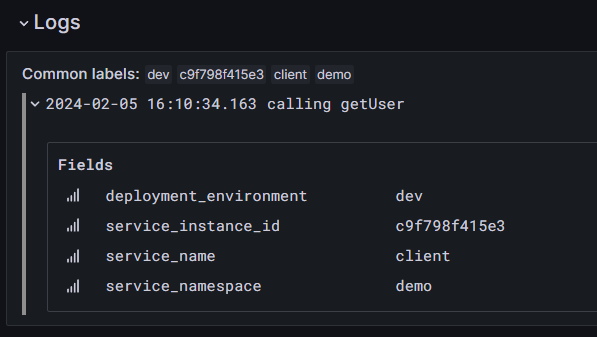 Logs
Common labels: dev c9f798f415e3 client demo
2024-02-05 16:10:34.163 calling getUser
Fields
deployment_environment dev
service_instance_id c9f798f415e3
service_name client
service_namespace demo